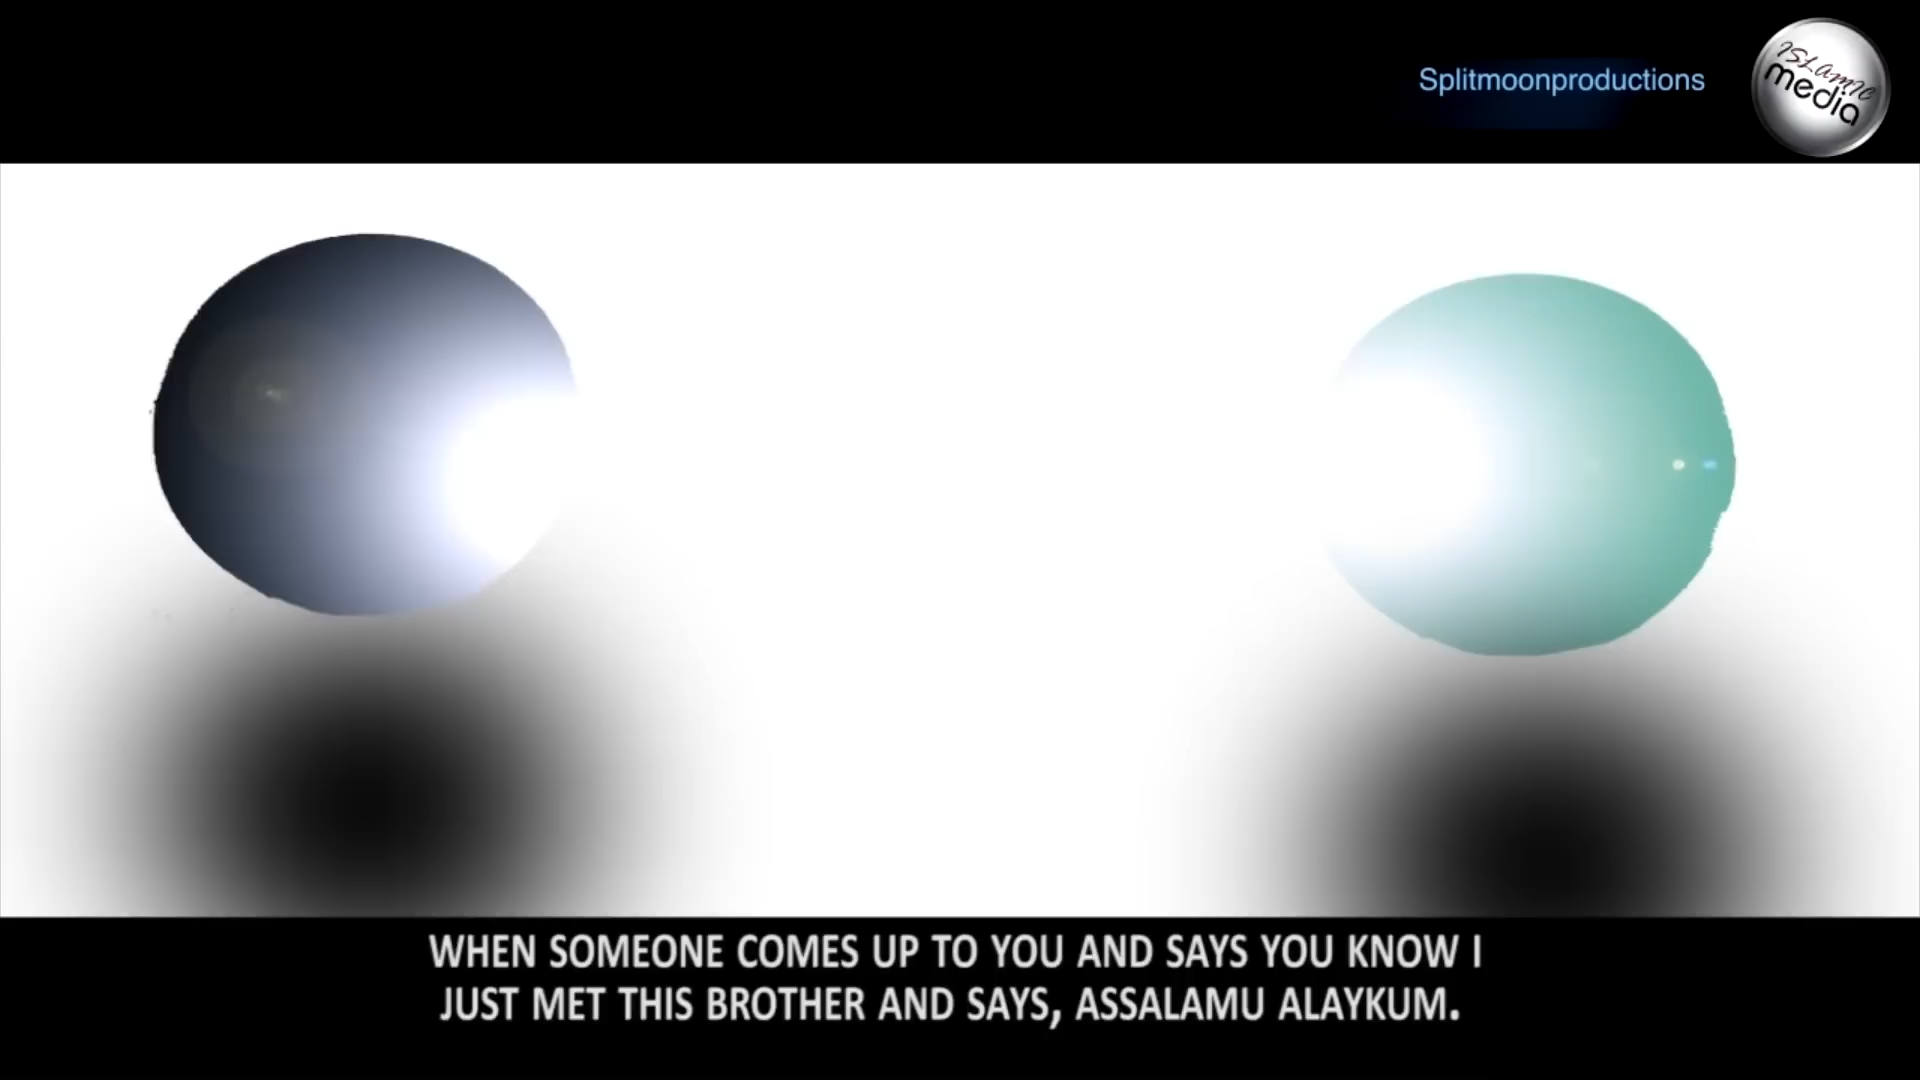 Splitmoonproductions
ISLAMIC
media
WHEN SOMEONE COMES UP TO YOU AND SAYS YOU KNOW I
JUST MET THIS BROTHER AND SAYS, ASSALAMU ALAYKUM.